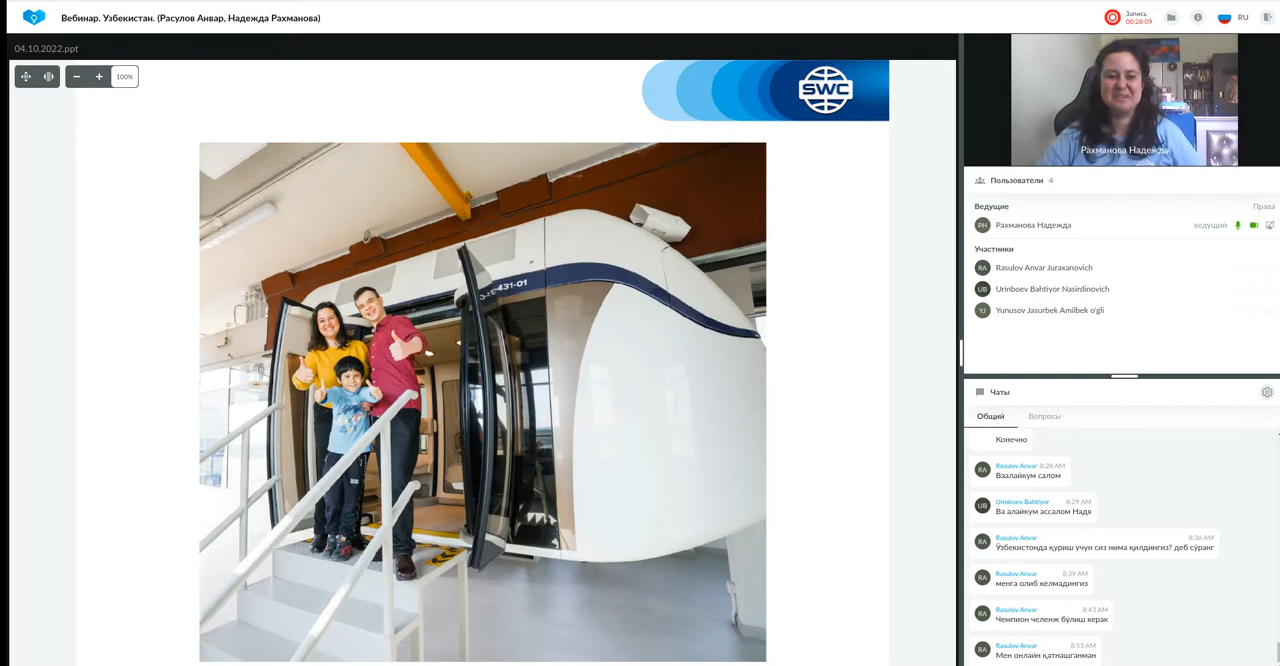 Вебинар. Узбекистан. (Расулов Анвар, Надежда Рахманова)
Запись
00:28:09
RU
04.10.2022.ppt
100%
SWC
431-01
Рахманова Надежда
Пользователи 4
Ведущие Права
РН Рахманова Надежда ведущий
Участники
RA Rasulov Anvar Juraxanovich
UB Urinboev Bahtiyor Nasirdinovich
YJ Yunusov Jasurbek Amilbek o'gli
Чаты
Общий Вопросы
Конечно
RA Rasulov Anvar 8:28 AM
Ваалайкум салом
UB Urinboev Bahtiyor 8:29 AM
Ва алайкум ассалом Надя
RA Rasulov Anvar 8:36 AM
Ўзбекистонда қуриш учун сиз нима қилдингиз? деб сўранг
RA Rasulov Anvar 8:39 AM
менга олиб келмадингиз
RA Rasulov Anvar 8:43 AM
Чемпион челенж бўлиш керак
RA Rasulov Anvar 8:55 AM
Мен онлайн қатнашганман